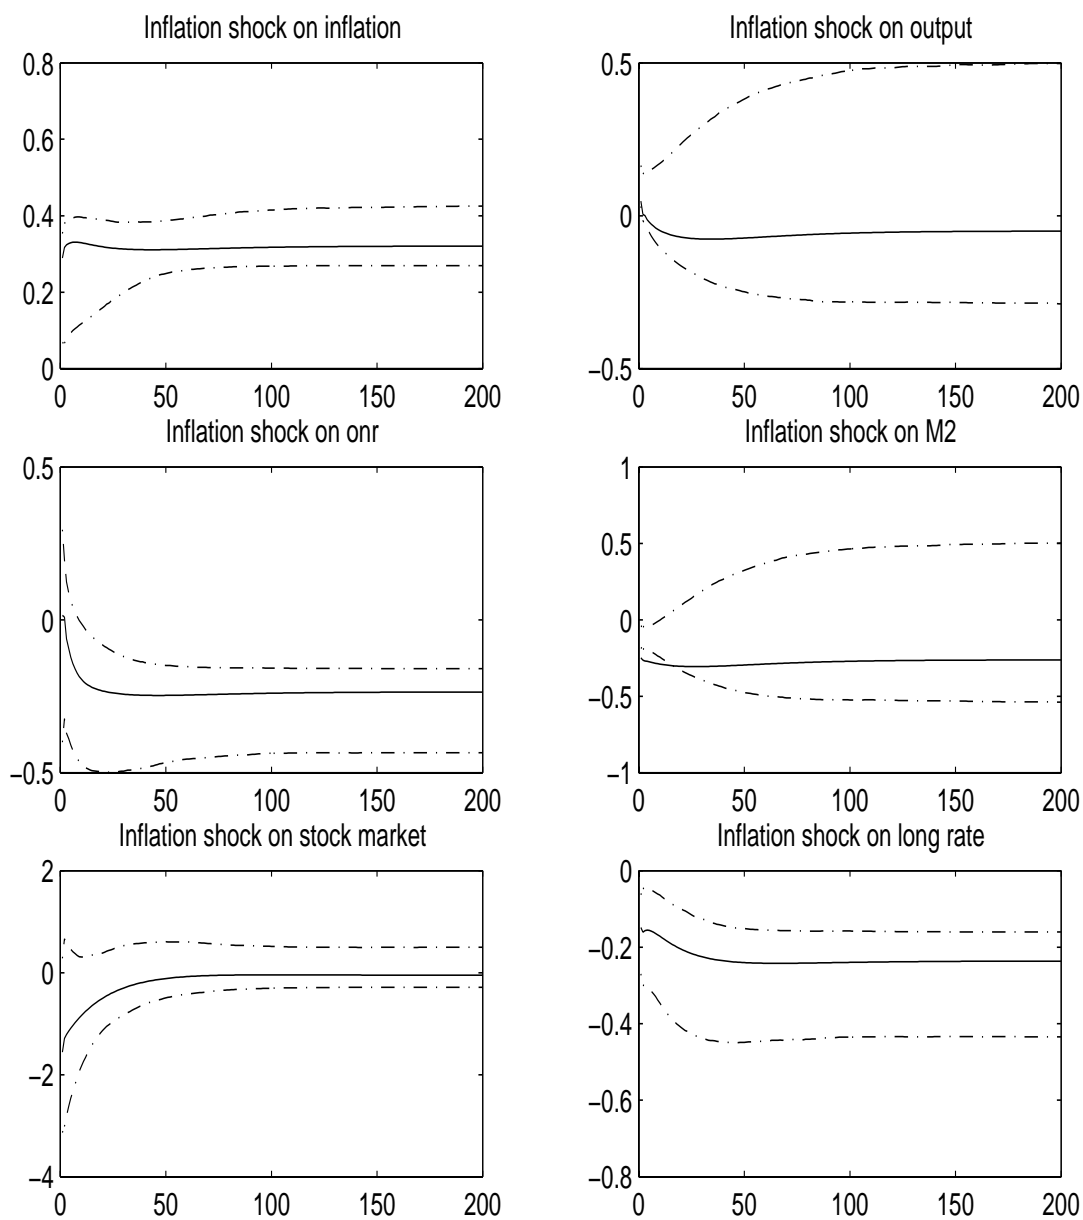 Inflation shock on inflation
0.8
0.6
0.4
0.2
0
0 50 100 150 200
Inflation shock on output
0.5
0
−0.5
0 50 100 150 200
Inflation shock on onr
0.5
0
−0.5
0 50 100 150 200
Inflation shock on M2
1
0.5
0
−0.5
−1
0 50 100 150 200
Inflation shock on stock market
2
0
−2
−4
0 50 100 150 200
Inflation shock on long rate
0
−0.2
−0.4
−0.6
−0.8
0 50 100 150 200